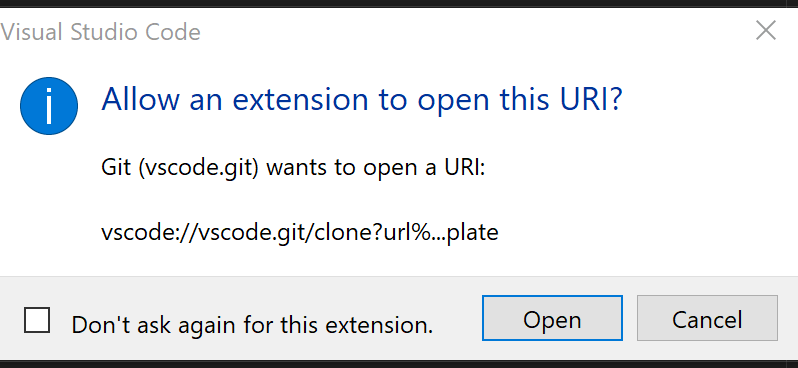 Visual Studio Code
Allow an extension to open this URI?
Git (vscode.git) wants to open a URI:
vscode://vscode.git/clone?url%...plate
Don't ask again for this extension.
Open
Cancel